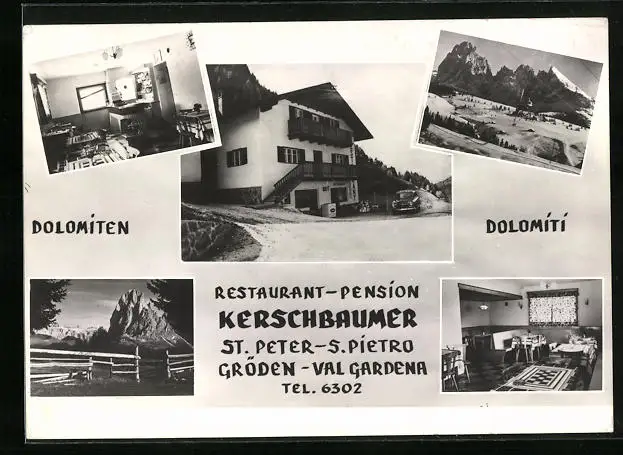 DOLOMITEN
DOLOMITI
RESTAURANT-PENSION
KERSCHBAUMER
ST. PETER-S. PIETRO
GRÖDEN-VAL GARDENA
TEL. 6302